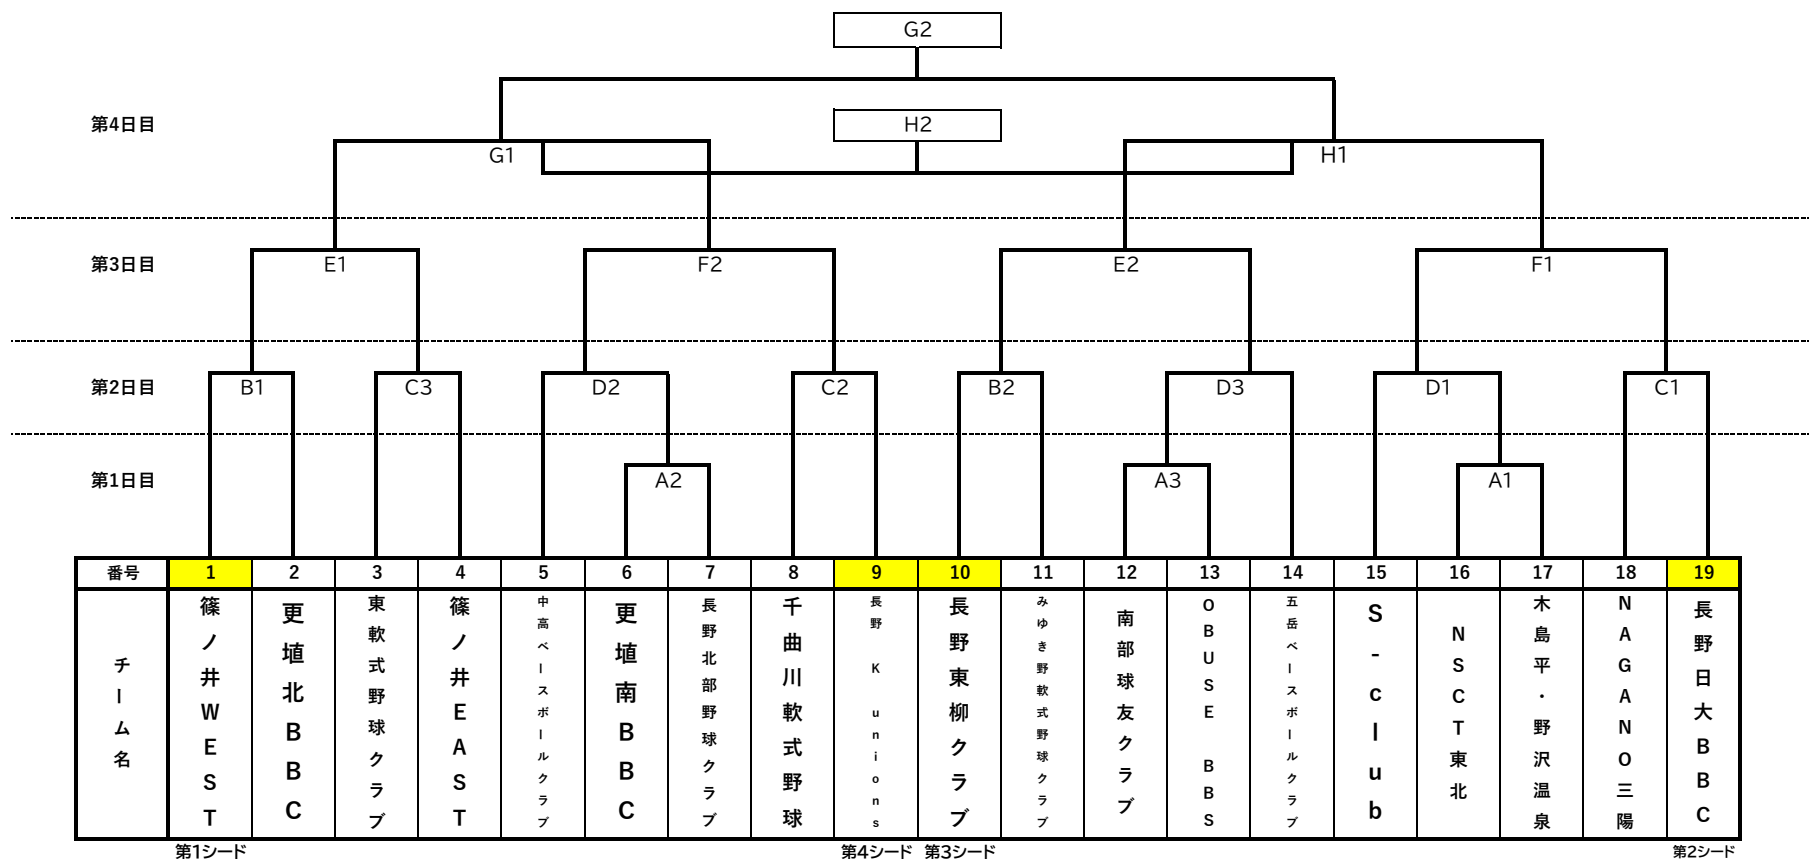 G2
第4日目
H2
G1
H1
第3日目
E1
F2
E2
F1
第2日目
B1
C3
D2
C2
B2
D3
D1
C1
第1日目
A2
A3
A1
番号 1 2 3 4 5 6 7 8 9 10 11 12 13 14 15 16 17 18 19
チーム名
篠ノ井WEST
更埴北BBC
東軟式野球クラブ
篠ノ井EAST
中高ベースボールクラブ
更埴南BBC
長野北部野球クラブ
千曲川軟式野球
長野 K unions
長野東柳クラブ
みゆき野軟式野球クラブ
南部球友クラブ
OBUSE BBS
五岳ベースボールクラブ
S-club
NSCT東北
木島平・野沢温泉
NAGANO三陽
長野日大BBC
第1シード
第4シード
第3シード
第2シード